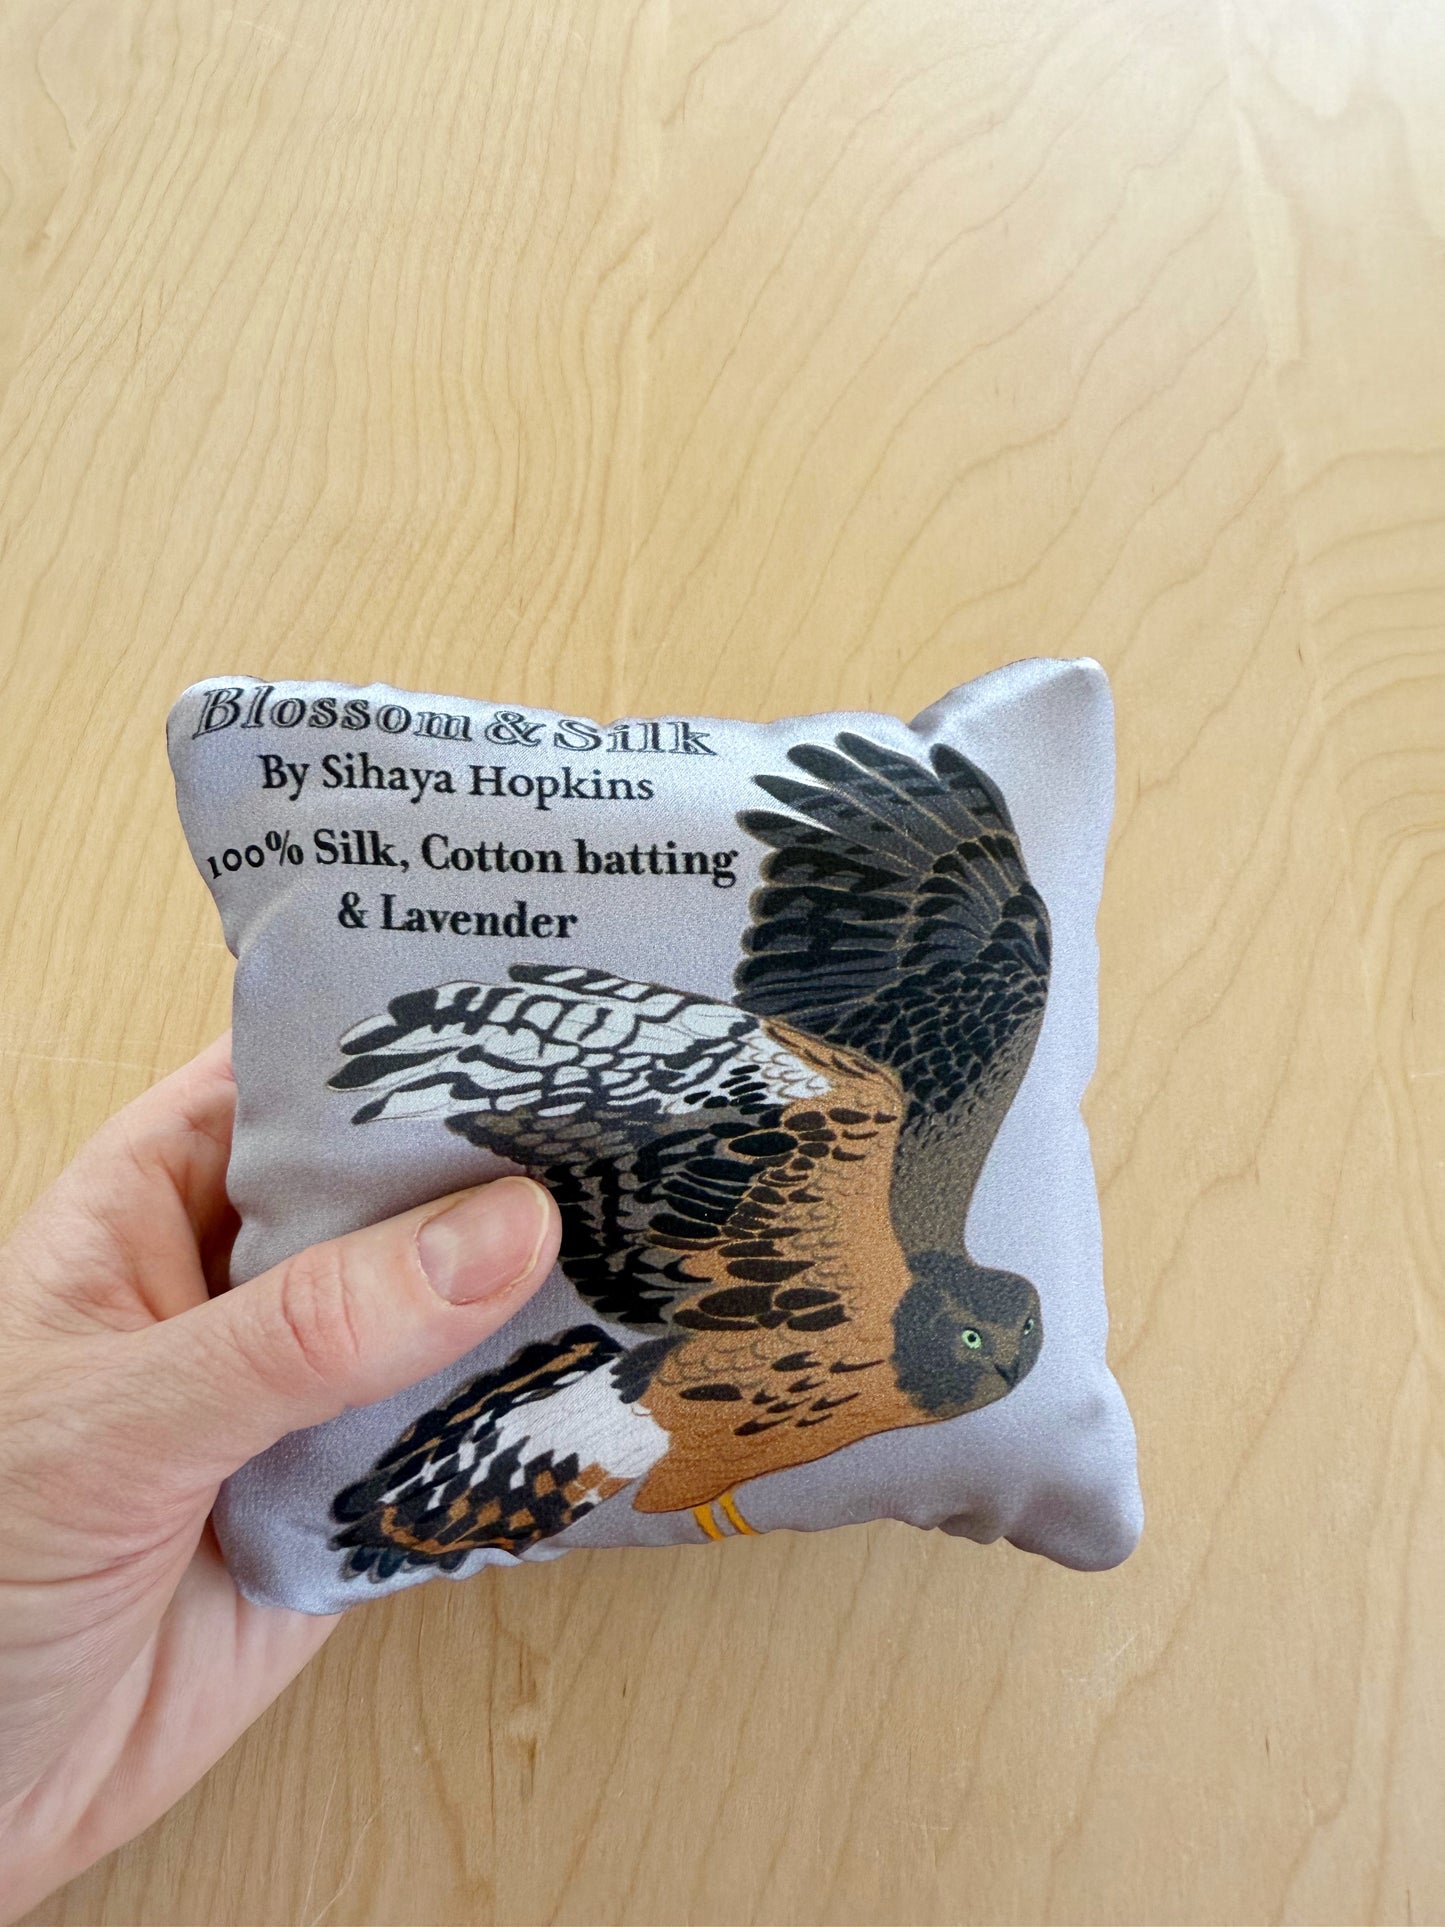 Blossom & Silk
By Sihaya Hopkins
100% Silk, Cotton batting
& Lavender